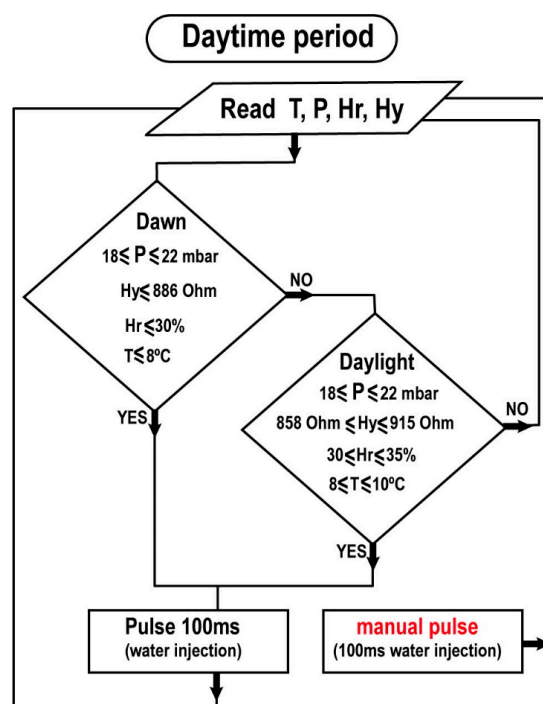 Daytime period
Read T, P, Hr, Hy
Dawn
18≤ P ≤22 mbar
Hy≤886 Ohm
Hr≤30%
T≤8ºC
NO
YES
Daylight
18≤ P ≤22 mbar
858 Ohm ≤Hy≤915 Ohm
30≤Hr≤35%
8≤T≤10ºC
NO
YES
Pulse 100ms
(water injection)
manual pulse
(100ms water injection)